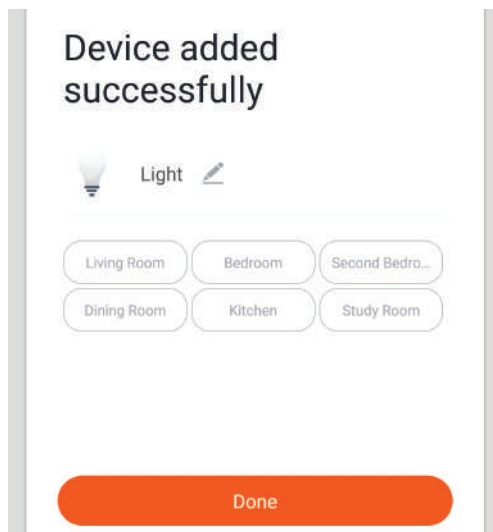 Device added
successfully
Light
Living Room Bedroom Second Bedro...
Dining Room Kitchen Study Room
Done